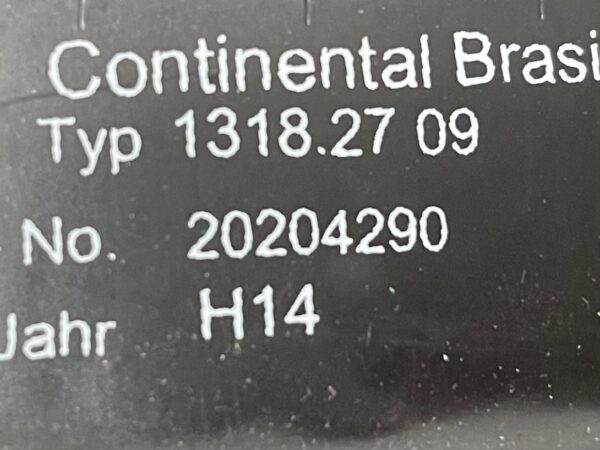 Continental Brasi
Typ 1318.27 09
No. 20204290
Jahr H14